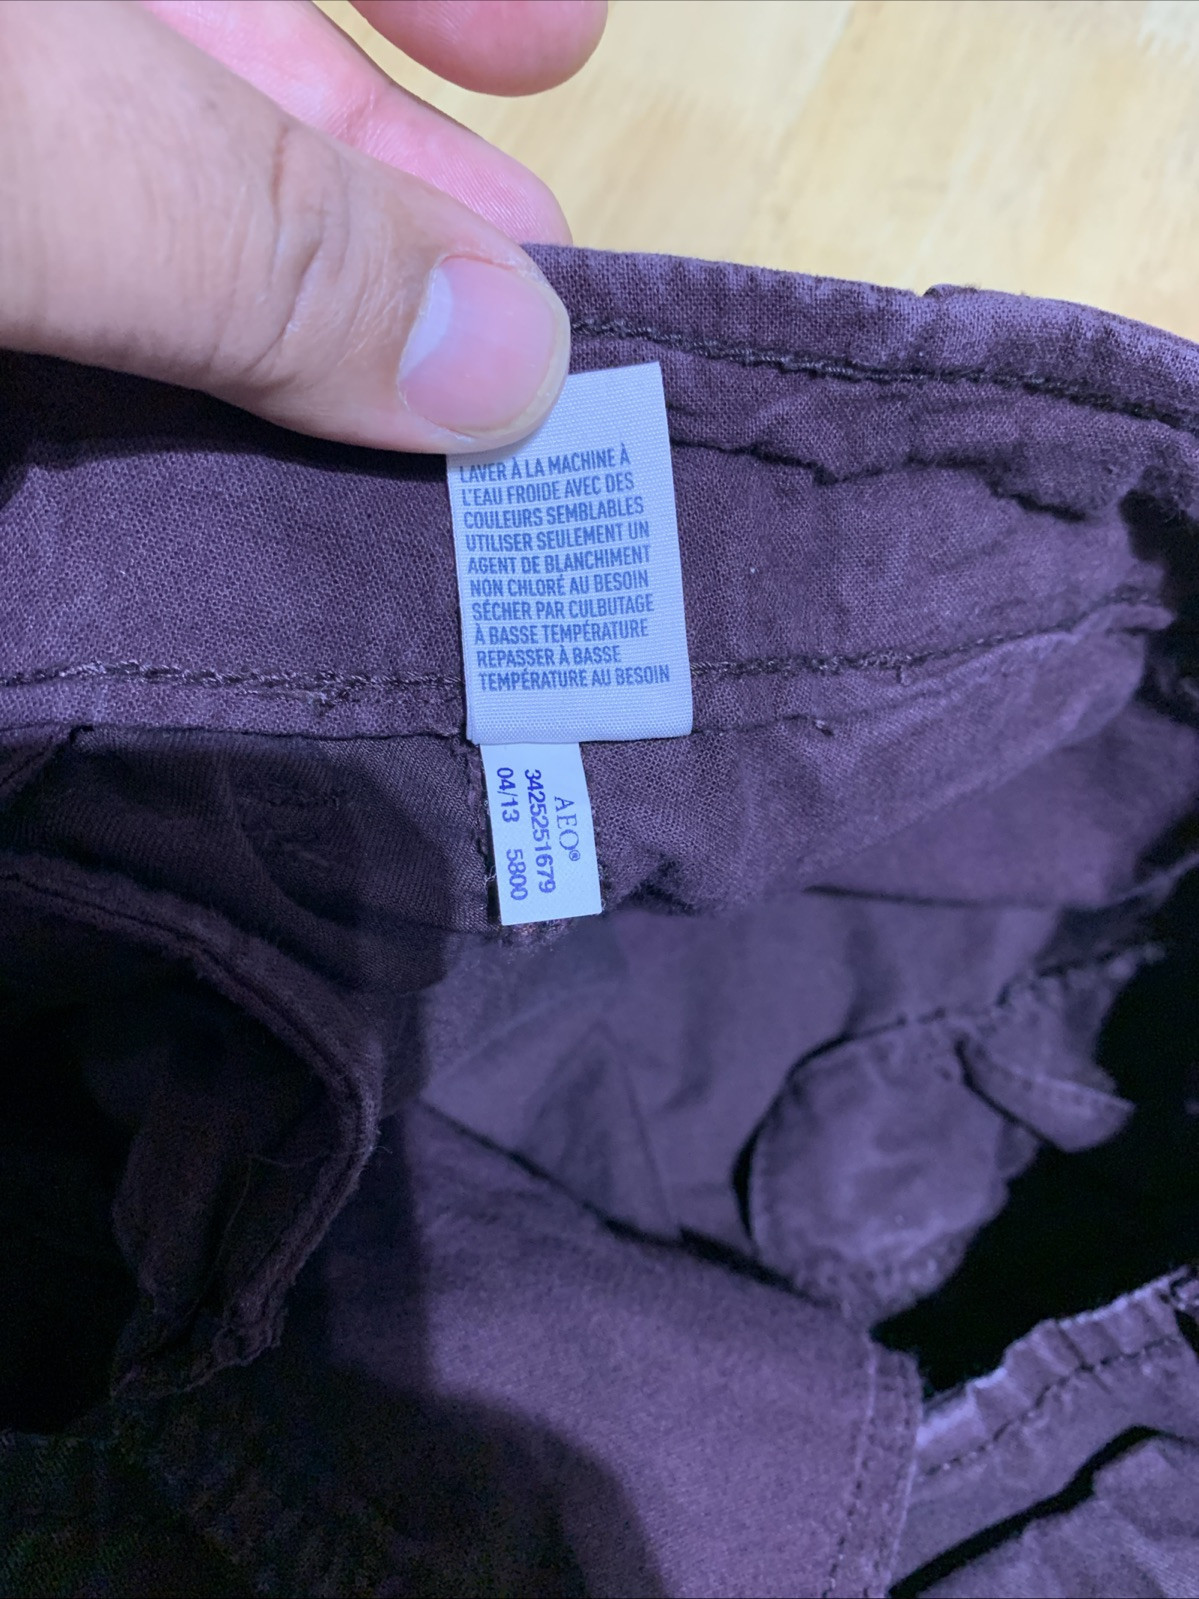 LAVER À LA MACHINE À
L'EAU FROIDE AVEC DES
COULEURS SEMBLABLES
UTILISER SEULEMENT UN
AGENT DE BLANCHIMENT
NON CHLORÉ AU BESOIN
SÉCHER PAR CULBUTAGE
À BASSE TEMPÉRATURE
REPASSER À BASSE
TEMPÉRATURE AU BESOIN
AEO®
3425251679
04/13 5800